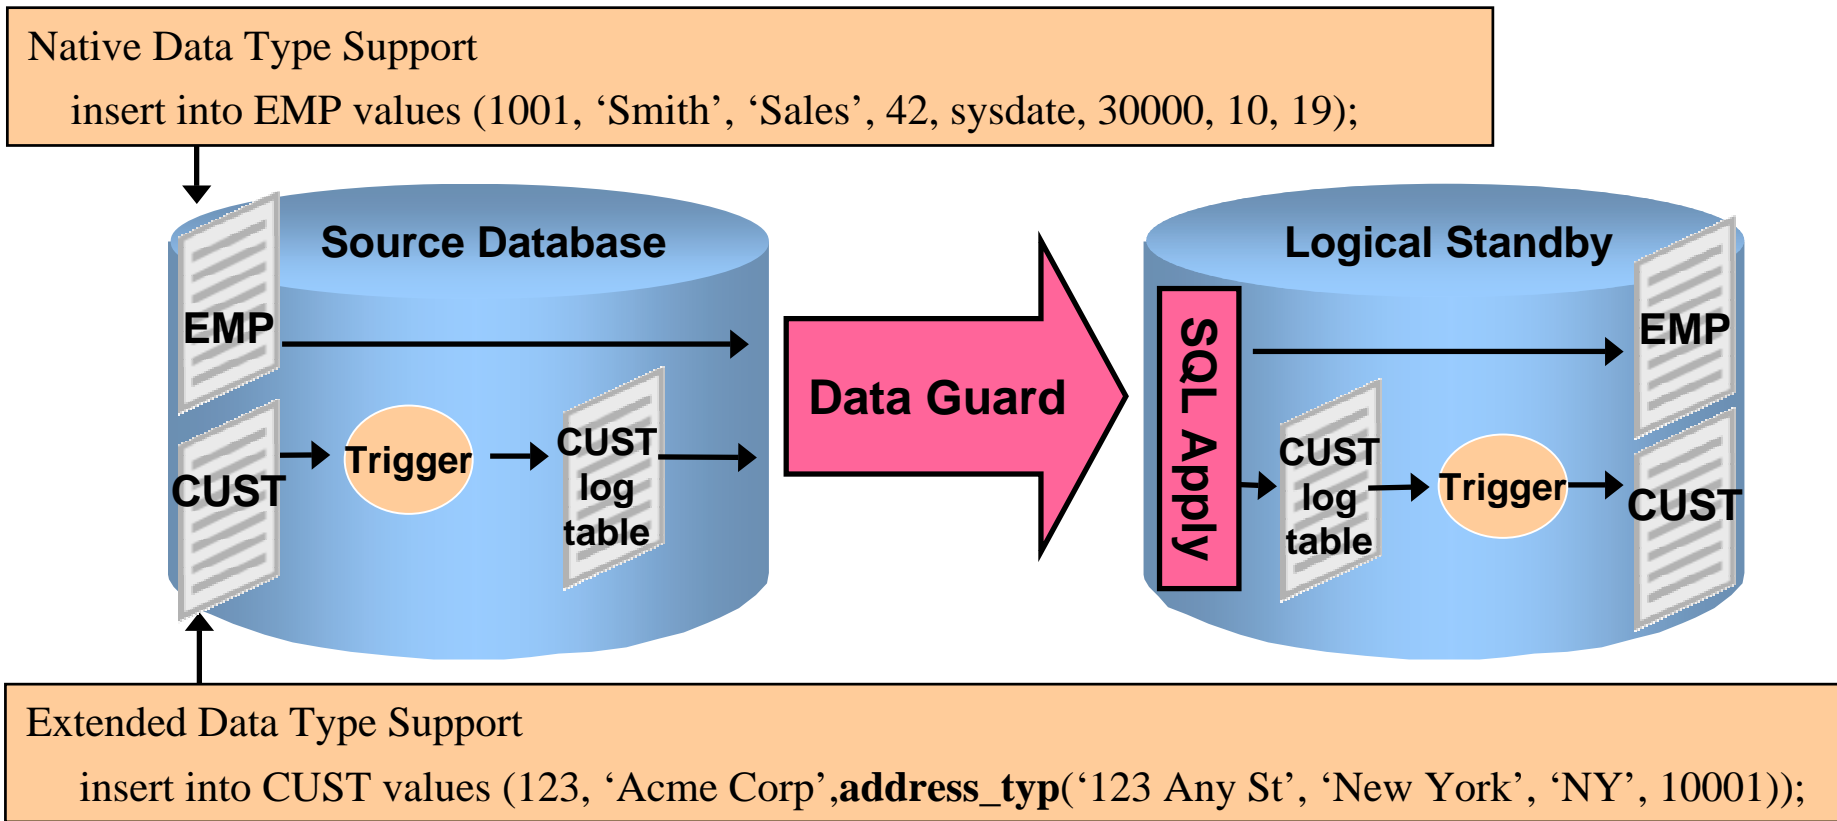 Native Data Type Support
insert into EMP values (1001, ‘Smith’, ‘Sales’, 42, sysdate, 30000, 10, 19);
Source Database
EMP
CUST
Trigger
CUST
log
table
Data Guard
Logical Standby
SQL Apply
CUST
log
table
Trigger
EMP
CUST
Extended Data Type Support
insert into CUST values (123, ‘Acme Corp’,address_typ(‘123 Any St’, ‘New York’, ‘NY’, 10001));